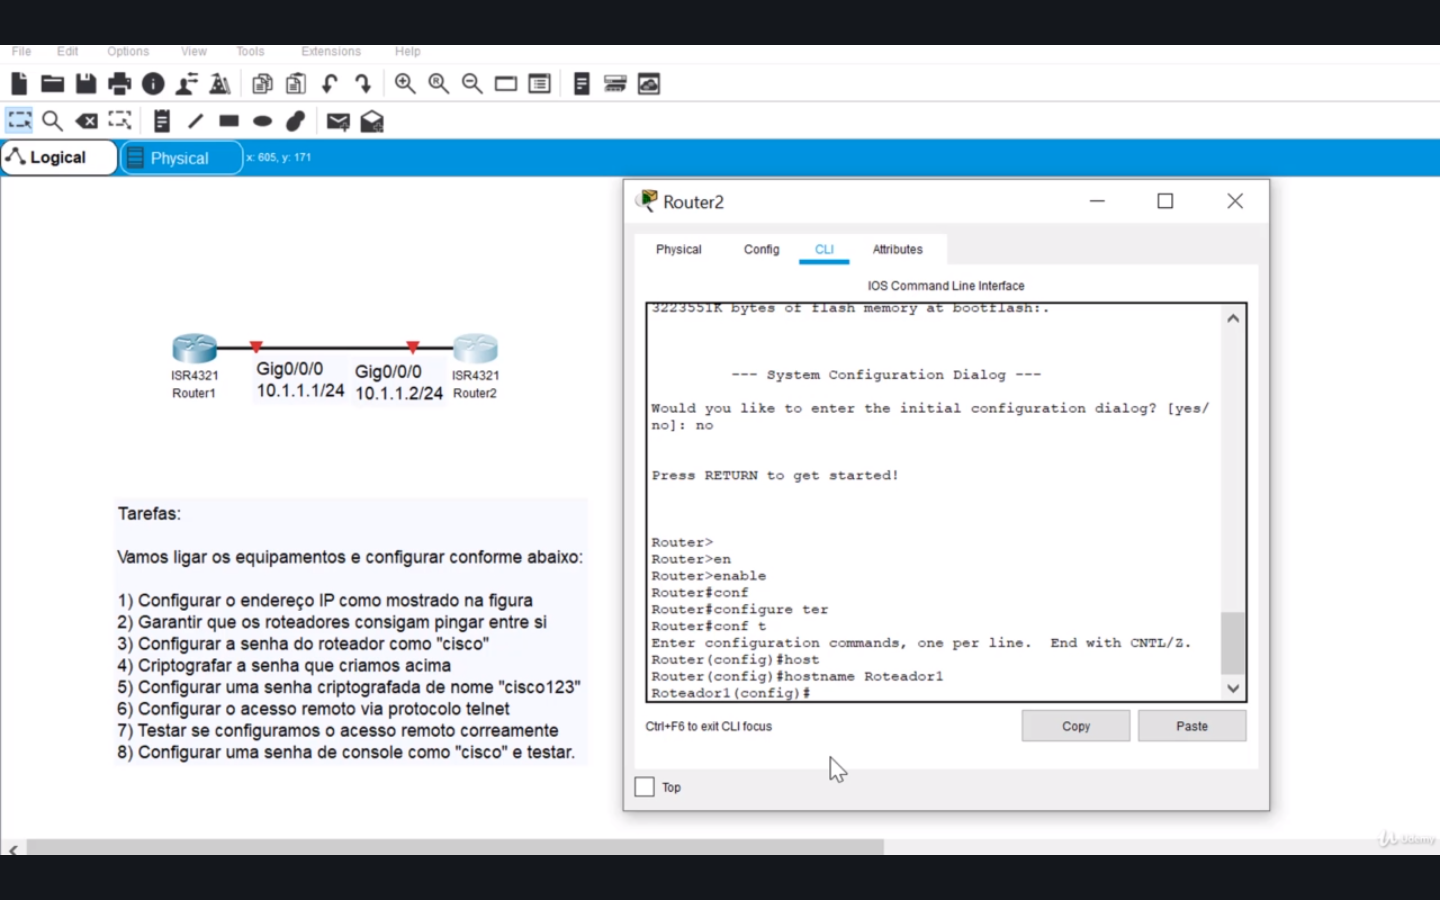 File Edit Options View Tools Extensions Help
Logical Physical x: 605, y: 171
Gig0/0/0
10.1.1.1/24
Gig0/0/0
10.1.1.2/24
ISR4321
Router1
ISR4321
Router2
Tarefas:
Vamos ligar os equipamentos e configurar conforme abaixo:
1) Configurar o endereço IP como mostrado na figura
2) Garantir que os roteadores consigam pingar entre si
3) Configurar a senha do roteador como "cisco"
4) Criptografar a senha que criamos acima
5) Configurar uma senha criptografada de nome "cisco123"
6) Configurar o acesso remoto via protocolo telnet
7) Testar se configuramos o acesso remoto correamente
8) Configurar uma senha de console como "cisco" e testar.
Router2
Physical Config CLI Attributes
IOS Command Line Interface
3223551K bytes of flash memory at bootflash:.
--- System Configuration Dialog ---
Would you like to enter the initial configuration dialog? [yes/
no]: no
Press RETURN to get started!
Router>
Router>en
Router>enable
Router#conf
Router#configure ter
Router#conf t
Enter configuration commands, one per line.  End with CNTL/Z.
Router(config)#host
Router(config)#hostname Roteador1
Roteador1(config)#
Ctrl+F6 to exit CLI focus
Copy Paste
Top
Udemy